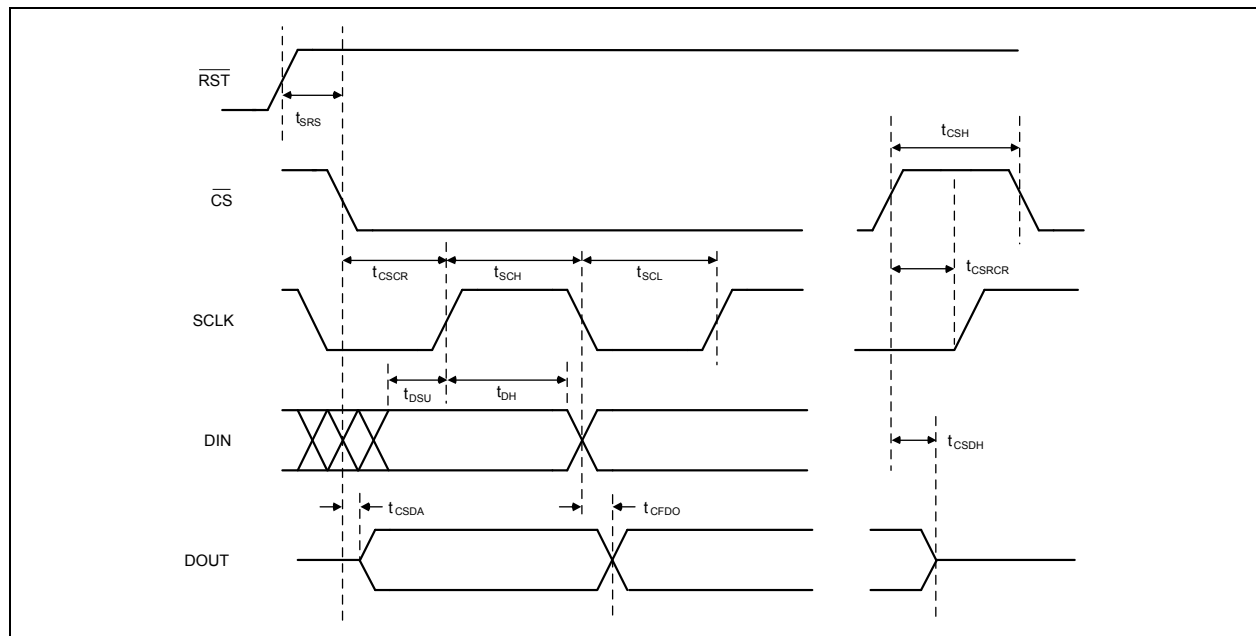 RST
tSRS
tCSH
CS
tCSCR
tSCH
tSCL
tCSRCR
SCLK
tDSU
tDH
DIN
tCSDH
tCSDA
tCFDO
DOUT